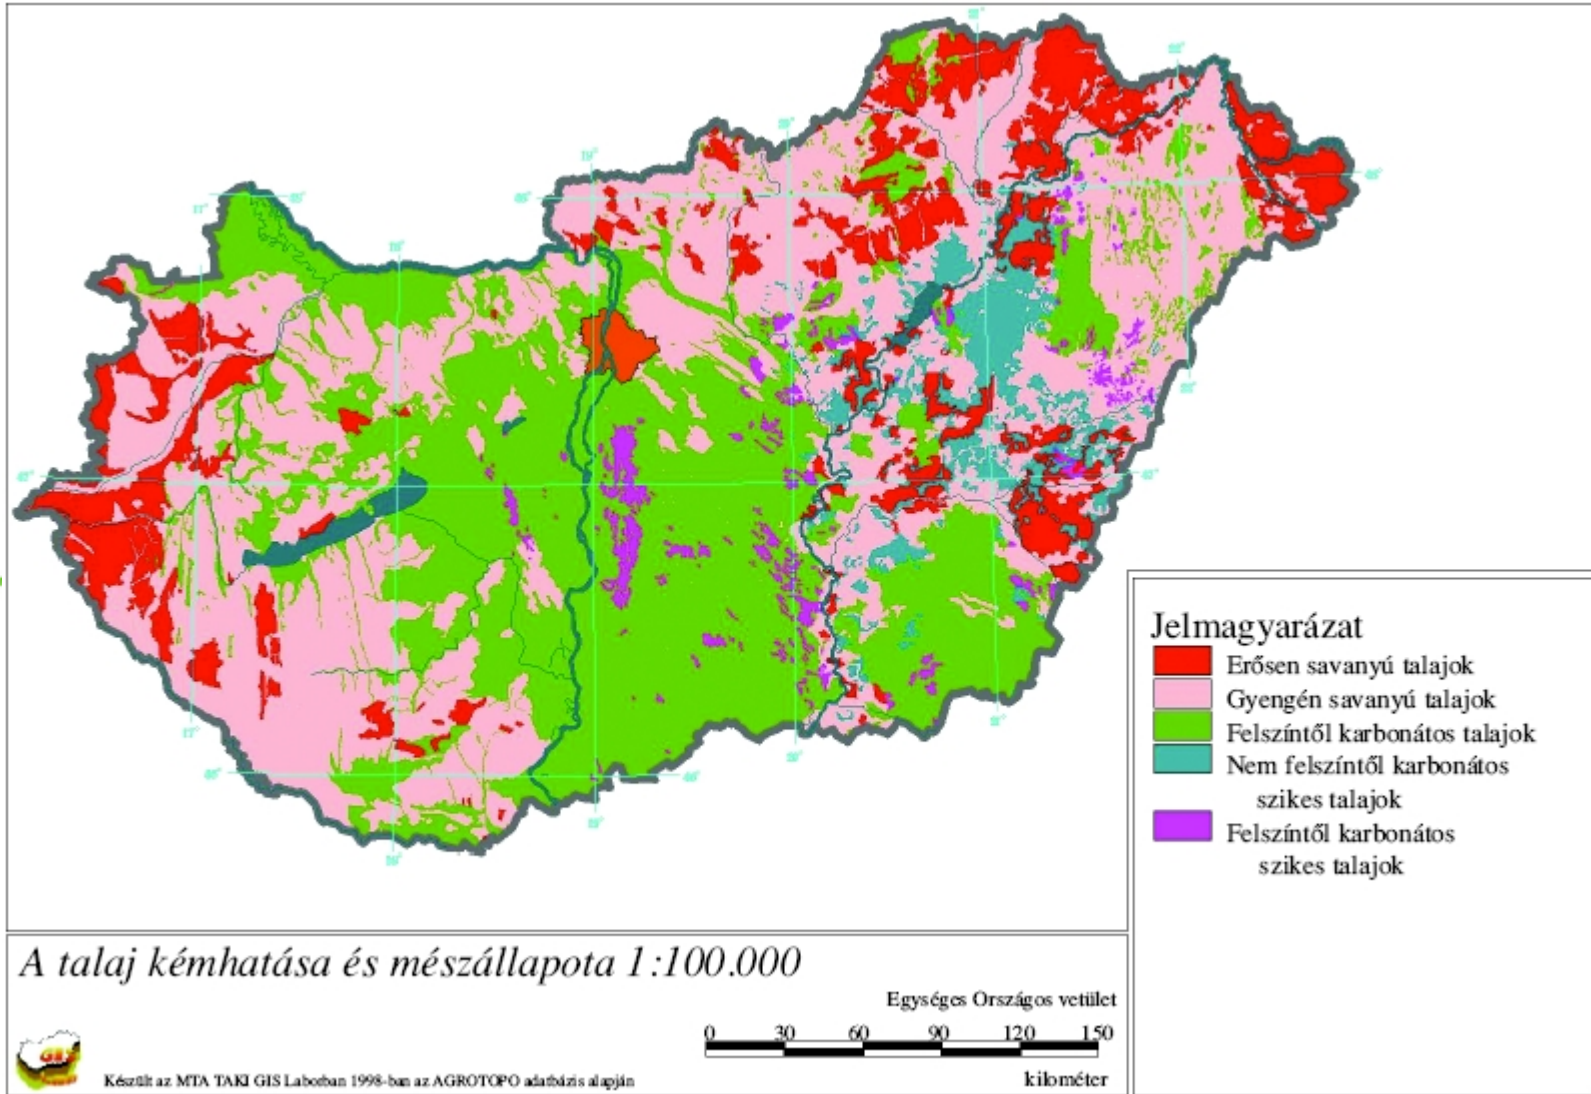 Jelmagyarázat
Erősen savanyú talajok
Gyengén savanyú talajok
Felszíntől karbonátos talajok
Nem felszíntől karbonátos
szikes talajok
Felszíntől karbonátos
szikes talajok
A talaj kémhatása és mészállapota 1:100.000
Egységes Országos vetület
0 30 60 90 120 150
kilométer
GIS
Készült az MTA TAKI GIS Laborban 1998-ban az AGROTOPO adatbázis alapján